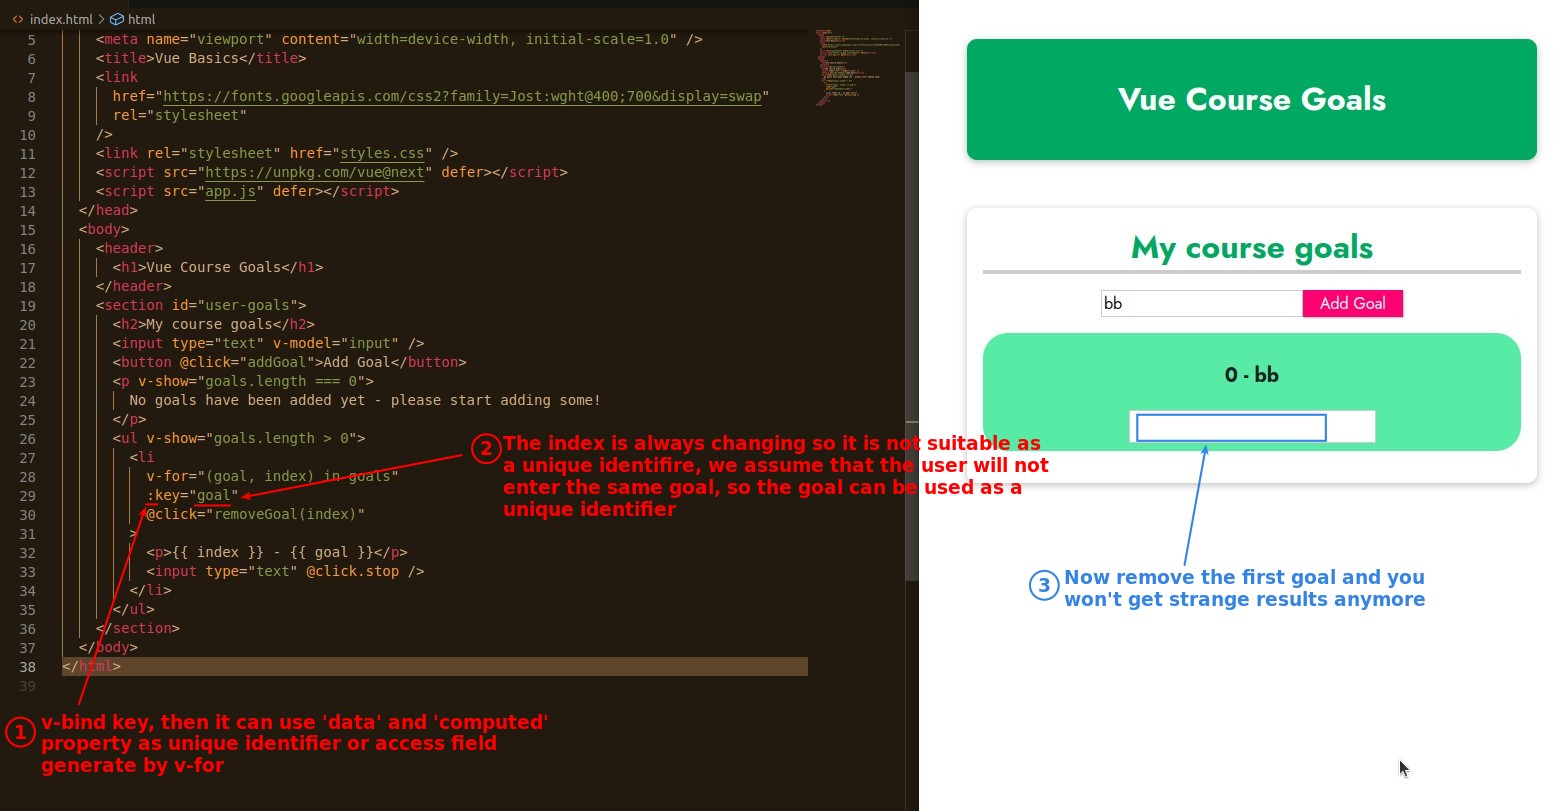 index.html > html
5 <meta name="viewport" content="width=device-width, initial-scale=1.0" />
6 <title>Vue Basics</title>
7 <link
8 href="https://fonts.googleapis.com/css2?family=Jost:wght@400;700&display=swap"
9 rel="stylesheet"
10 />
11 <link rel="stylesheet" href="styles.css" />
12 <script src="https://unpkg.com/vue@next" defer></script>
13 <script src="app.js" defer></script>
14 </head>
15 <body>
16 <header>
17 <h1>Vue Course Goals</h1>
18 </header>
19 <section id="user-goals">
20 <h2>My course goals</h2>
21 <input type="text" v-model="input" />
22 <button @click="addGoal">Add Goal</button>
23 <p v-show="goals.length === 0">
24 No goals have been added yet - please start adding some!
25 </p>
26 <ul v-show="goals.length > 0">
27 <li
28 v-for="(goal, index) in goals"
29 :key="goal"
30 @click="removeGoal(index)"
31 >
32 <p>{{ index }} - {{ goal }}</p>
33 <input type="text" @click.stop />
34 </li>
35 </ul>
36 </section>
37 </body>
38 </html>
39
1 v-bind key, then it can use 'data' and 'computed'
property as unique identifier or access field
generate by v-for
2 The index is always changing so it is not suitable as
a unique identifire, we assume that the user will not
enter the same goal, so the goal can be used as a
unique identifier
Vue Course Goals
My course goals
bb Add Goal
0 - bb
3 Now remove the first goal and you
won't get strange results anymore